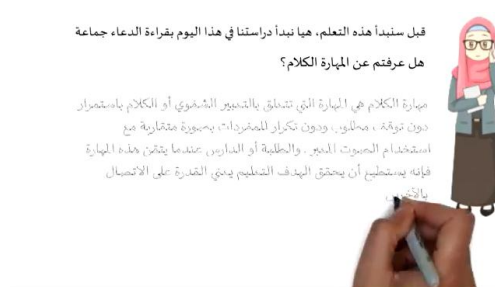 قبل سنبدأ هذه التعلم، هيا نبدأ دراستنا في هذا اليوم بقراءة الدعاء جماعة
هل عرفتم عن المهارة الكلام؟
مهارة الكلام هي المهارة التي تتعلق بالتعبير الشفوي أو الكلام باستمرار
دون توقف مطلوب ودون تكرار للمفردات بصورة متقاربة مع
استخدام الصوت المعبر. والطلبة أو الدارس عندما يتقن هذه المهارة
فإنه يستطيع أن يحقق الهدف التعليم يعني القدرة على الاتصال
بالآخرين